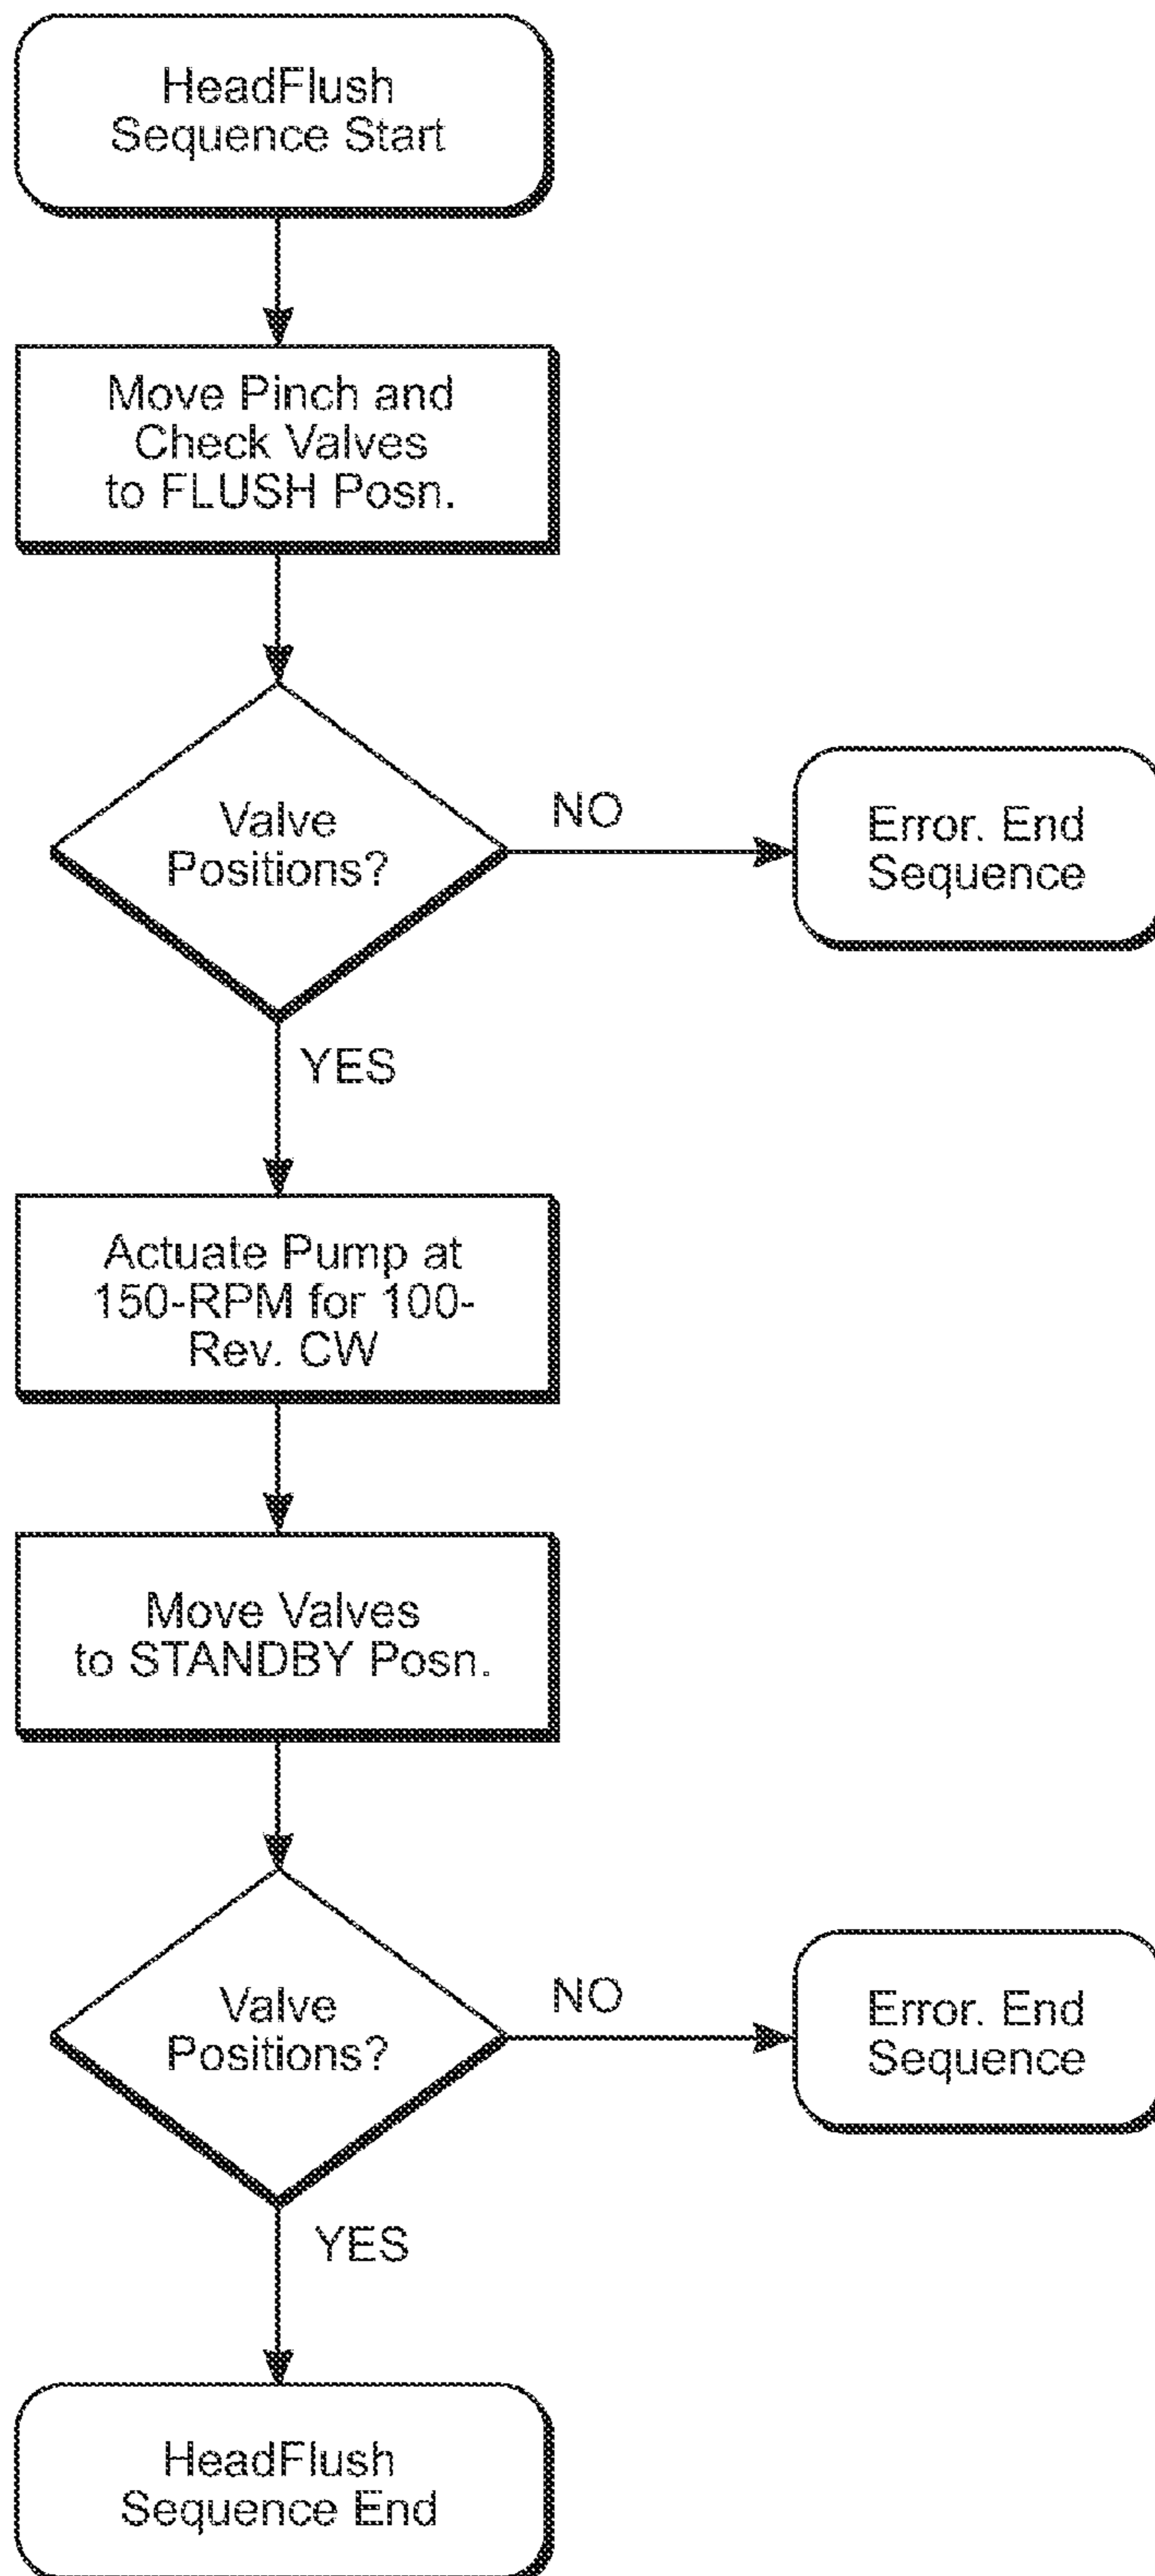 HeadFlush
Sequence Start
Move Pinch and
Check Valves
to FLUSH Posn.
Valve
Positions?
NO
Error. End
Sequence
YES
Actuate Pump at
150-RPM for 100-
Rev. CW
Move Valves
to STANDBY Posn.
Valve
Positions?
NO
Error. End
Sequence
YES
HeadFlush
Sequence End